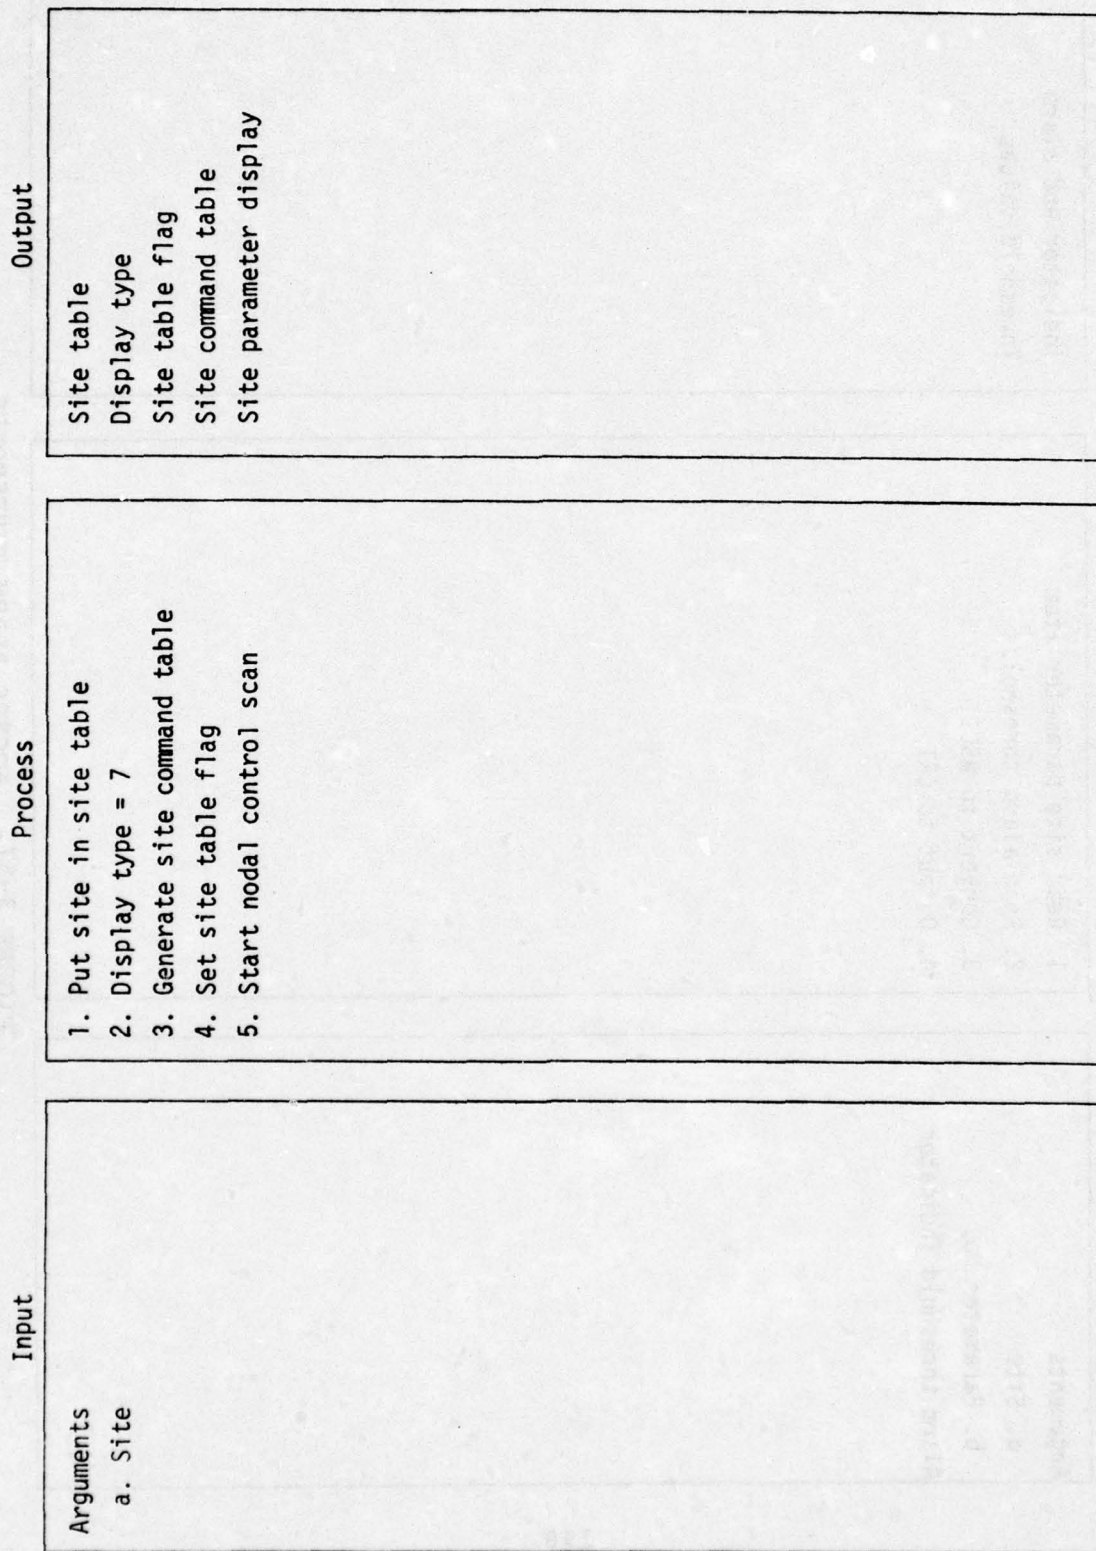 Input
Arguments
a. Site
Process
1. Put site in site table
2. Display type = 7
3. Generate site command table
4. Set site table flag
5. Start nodal control scan
Output
Site table
Display type
Site table flag
Site command table
Site parameter display